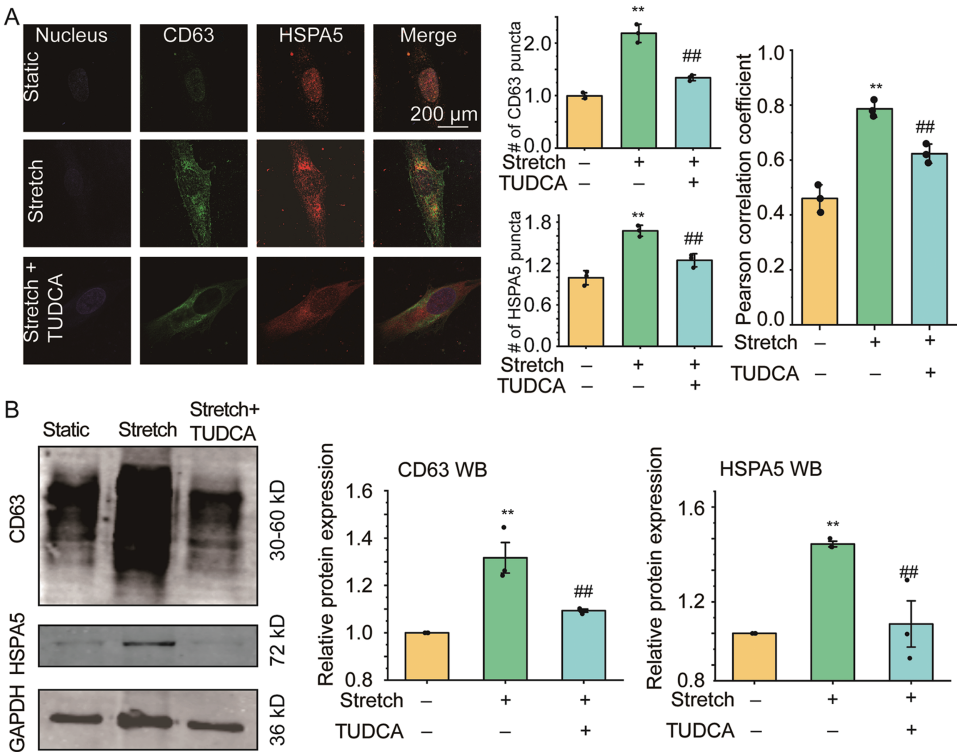 A
Nucleus CD63 HSPA5 Merge
Static
200 μm
Stretch
Stretch +
TUDCA
# of CD63 puncta
2.0
1.0
0.0
Stretch − + +
TUDCA − − +
# of HSPA5 puncta
1.8
1.2
0.6
0.0
Stretch − + +
TUDCA − − +
** ##
** ##
Pearson correlation coefficient
1.0
0.8
0.6
0.4
0.2
0.0
** ##
Stretch − + +
TUDCA − − +
B
Static Stretch Stretch+
TUDCA
CD63
30-60 kD
HSPA5
72 kD
GAPDH
36 kD
CD63 WB
Relative protein expression
1.6
1.4
1.2
1.0
0.8
** ##
Stretch − + +
TUDCA − − +
HSPA5 WB
Relative protein expression
1.6
1.2
0.8
** ##
Stretch − + +
TUDCA − − +